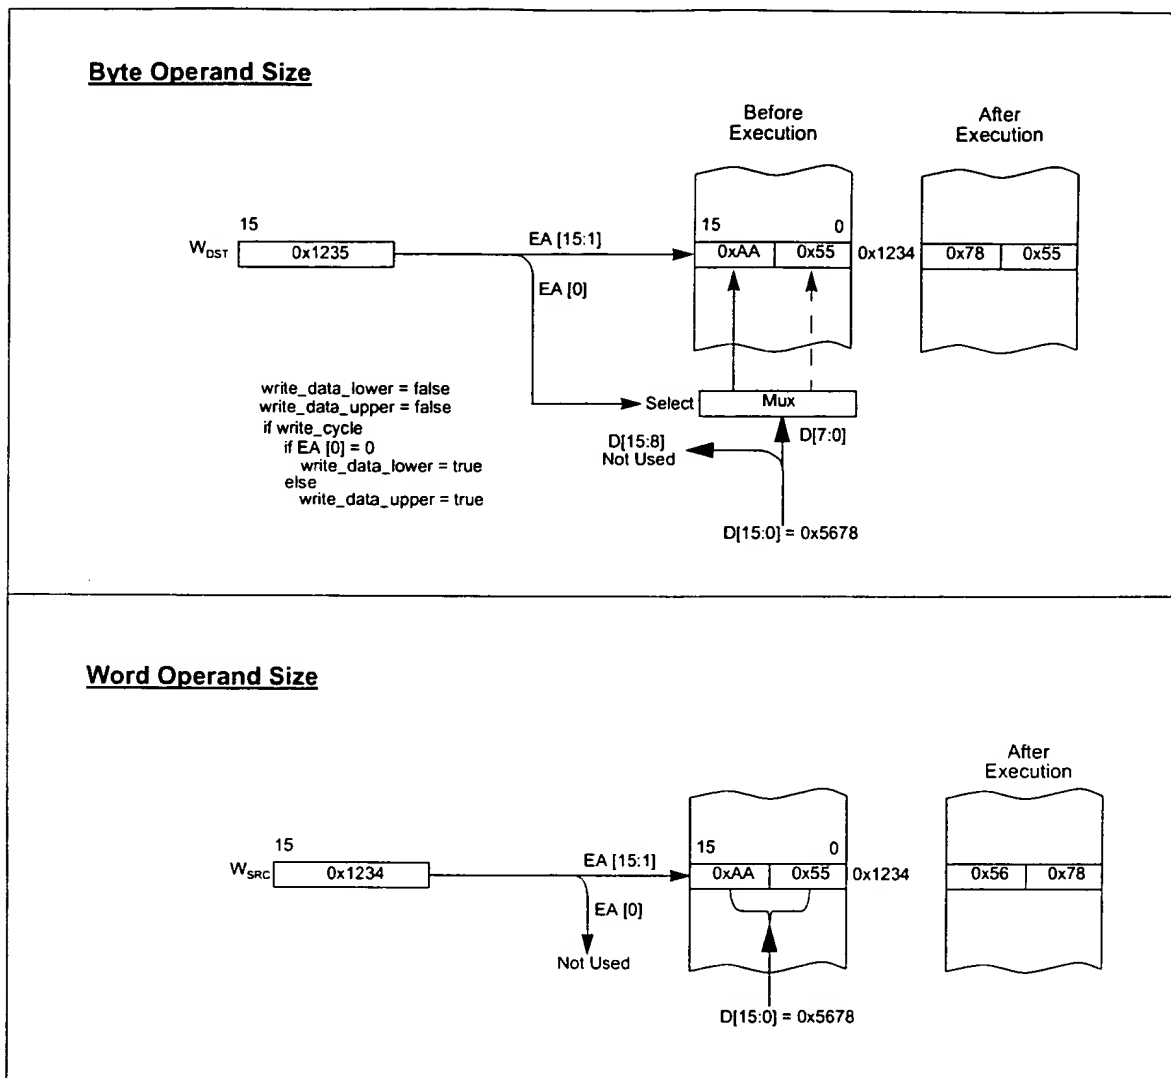 Byte Operand Size
Before
Execution
After
Execution
15
15
0
W_DST
0x1235
EA [15:1]
0xAA
0x55
0x1234
0x78
0x55
EA [0]
write_data_lower = false
write_data_upper = false
if write_cycle
if EA [0] = 0
write_data_lower = true
else
write_data_upper = true
Select
Mux
D[15:8]
Not Used
D[7:0]
D[15:0] = 0x5678
Word Operand Size
After
Execution
15
15
0
W_SRC
0x1234
EA [15:1]
0xAA
0x55
0x1234
0x56
0x78
EA [0]
Not Used
D[15:0] = 0x5678